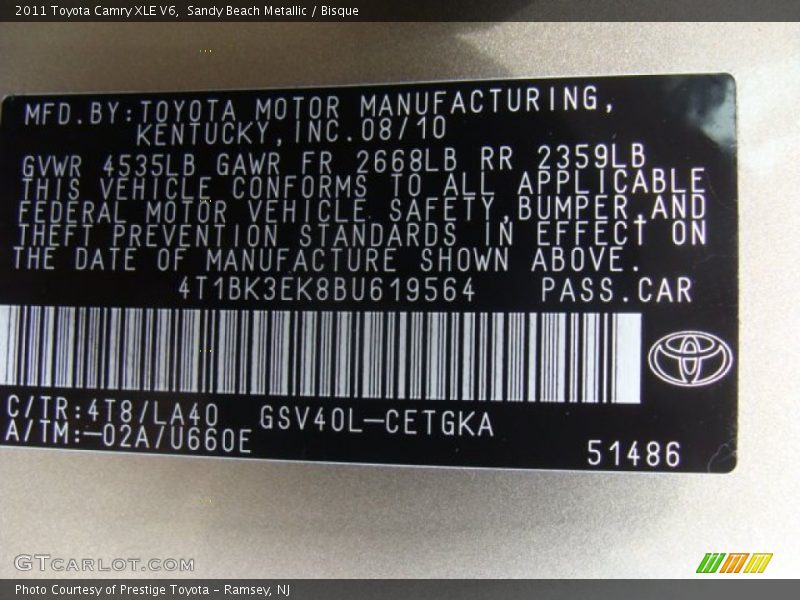 2011 Toyota Camry XLE V6,  Sandy Beach Metallic / Bisque
MFD.BY:TOYOTA MOTOR MANUFACTURING,
KENTUCKY,INC.08/10
GVWR 4535LB GAWR FR 2668LB RR 2359LB
THIS VEHICLE CONFORMS TO ALL APPLICABLE
FEDERAL MOTOR VEHICLE SAFETY,BUMPER,AND
THEFT PREVENTION STANDARDS IN EFFECT ON
THE DATE OF MANUFACTURE SHOWN ABOVE.
4T1BK3EK8BU619564 PASS.CAR
C/TR:4T8/LA40 GSV40L-CETGKA
A/TM:-02A/U660E
51486
GTCARLOT.COM
Photo Courtesy of Prestige Toyota - Ramsey, NJ